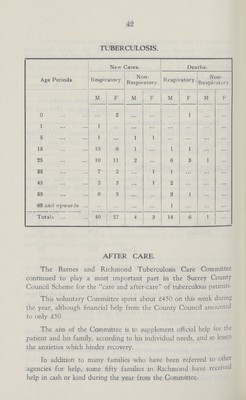 42
TUBERCULOSIS.
New Cases. Deaths.
Age Periods Respiratory Non-Respiratory. Respiratory. Non-Respiratory
M F M F M F M F
0 ... ... ... 2 ... ... ... 1 ... ...
1 ... ... 1 ... ... ... ... ... ... ...
5 ... ... 1 ... 1 1 ... ... ... ...
15 ... ... 13 6 1 ... 1 1 ... ...
25 ... ... 10 11 2 ... 6 3 1 ...
35 ... ... 7 2 ... 1 1 ... ... ...
45 ... ... 2 3 ... 1 2 ... ... ...
55 ... ... 6 3 ... ... 3 1 ... ...
65 and upwards ... ... ... ... 1 ... ... ...
Totals ... 40 27 4 3 14 6 1
AFTER CARE.
The Barnes and Richmond Tuberculosis Care Committee
continued to play a most important part in the Surrey County
Council Scheme for the "care and after-care" of tuberculous patients.
This voluntary Committee spent about £450 on this work during
the year, although financial help from the County Council amounted
to only £50.
The aim of the Committee is to supplement official help for the
patient and his family, according to his individual needs, and so lessen
the anxieties which hinder recovery.
In addition to many families who have been referred to other
agencies for help, some fifty families in Richmond have received
help in cash or kind during the year from the Committee.